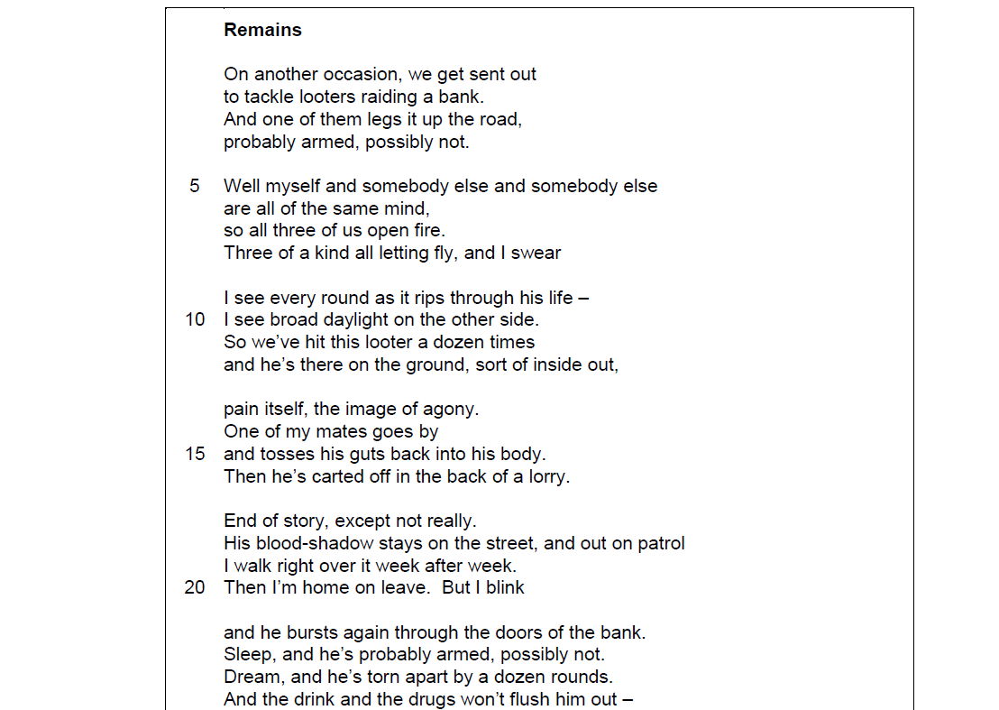 Remains
On another occasion, we get sent out
to tackle looters raiding a bank.
And one of them legs it up the road,
probably armed, possibly not.
5 Well myself and somebody else and somebody else
are all of the same mind,
so all three of us open fire.
Three of a kind all letting fly, and I swear
I see every round as it rips through his life –
10 I see broad daylight on the other side.
So we’ve hit this looter a dozen times
and he’s there on the ground, sort of inside out,
pain itself, the image of agony.
One of my mates goes by
15 and tosses his guts back into his body.
Then he’s carted off in the back of a lorry.
End of story, except not really.
His blood-shadow stays on the street, and out on patrol
I walk right over it week after week.
20 Then I’m home on leave.  But I blink
and he bursts again through the doors of the bank.
Sleep, and he’s probably armed, possibly not.
Dream, and he’s torn apart by a dozen rounds.
And the drink and the drugs won’t flush him out –